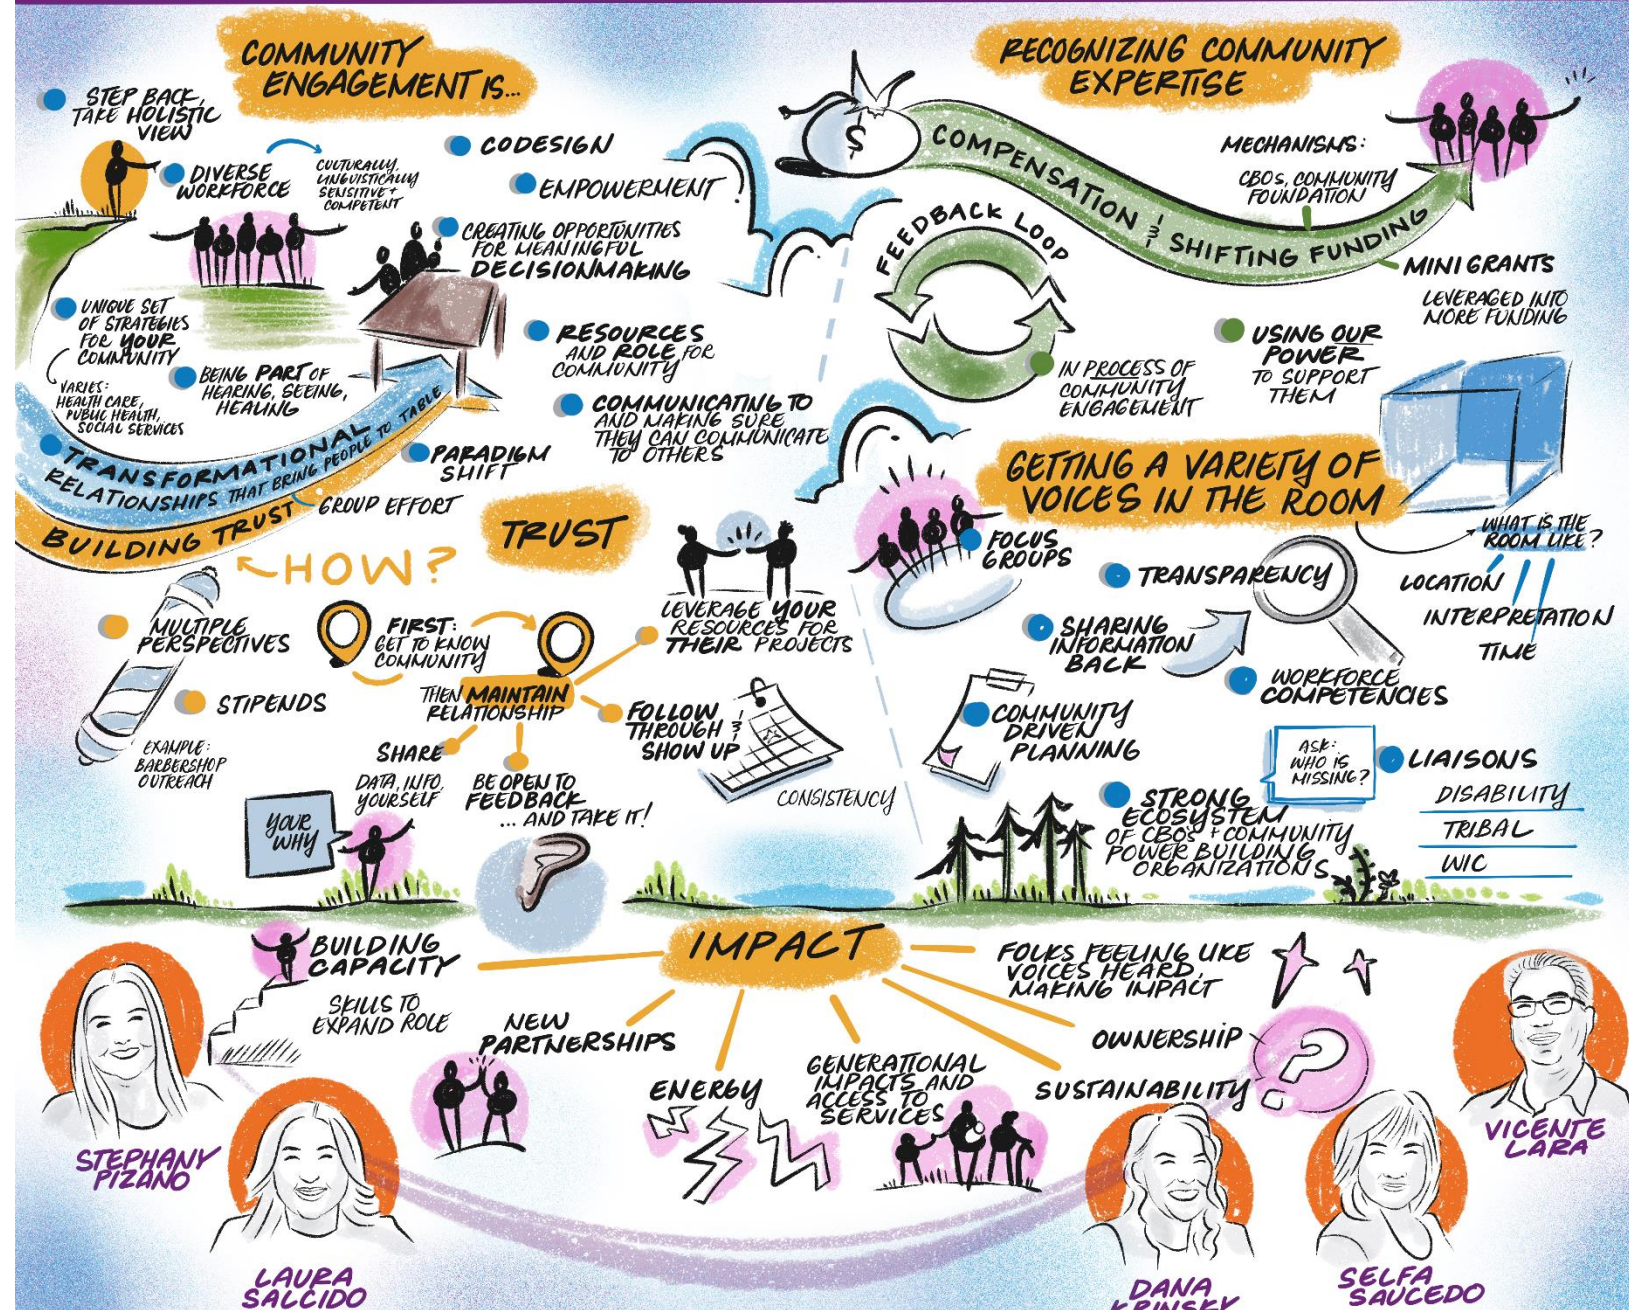 COMMUNITY
ENGAGEMENT IS...
STEP BACK,
TAKE HOLISTIC
VIEW
DIVERSE
WORKFORCE
CULTURALLY,
LINGUISTICALLY
SENSITIVE +
COMPETENT
CODESIGN
EMPOWERMENT
CREATING OPPORTUNITIES
FOR MEANINGFUL
DECISIONMAKING
UNIQUE SET
OF STRATEGIES
FOR YOUR
COMMUNITY
VARIES:
HEALTH CARE,
PUBLIC HEALTH,
SOCIAL SERVICES
BEING PART OF
HEARING, SEEING,
HEALING
RESOURCES
AND ROLE FOR
COMMUNITY
COMMUNICATING TO
AND MAKING SURE
THEY CAN COMMUNICATE
TO OTHERS
PARADIGM
SHIFT
TRANSFORMATIONAL
RELATIONSHIPS THAT BRING PEOPLE TO TABLE
GROUP EFFORT
BUILDING TRUST
HOW?
TRUST
MULTIPLE
PERSPECTIVES
STIPENDS
EXAMPLE:
BARBERSHOP
OUTREACH
FIRST:
GET TO KNOW
COMMUNITY
THEN MAINTAIN
RELATIONSHIP
LEVERAGE YOUR
RESOURCES FOR
THEIR PROJECTS
FOLLOW
THROUGH &
SHOW UP
CONSISTENCY
SHARE
DATA, INFO,
YOURSELF
BE OPEN TO
FEEDBACK
... AND TAKE IT!
YOUR
WHY
RECOGNIZING COMMUNITY
EXPERTISE
$
COMPENSATION & SHIFTING FUNDING
MECHANISMS:
CBOS, COMMUNITY
FOUNDATION
MINI GRANTS
LEVERAGED INTO
MORE FUNDING
FEEDBACK LOOP
IN PROCESS OF
COMMUNITY
ENGAGEMENT
USING OUR
POWER
TO SUPPORT
THEM
GETTING A VARIETY OF
VOICES IN THE ROOM
WHAT IS THE
ROOM LIKE?
LOCATION
INTERPRETATION
TIME
FOCUS
GROUPS
TRANSPARENCY
SHARING
INFORMATION
BACK
WORKFORCE
COMPETENCIES
COMMUNITY
DRIVEN
PLANNING
STRONG
ECOSYSTEM
OF CBOS + COMMUNITY
POWER BUILDING
ORGANIZATIONS
ASK:
WHO IS
MISSING?
LIAISONS
DISABILITY
TRIBAL
WIC
IMPACT
BUILDING
CAPACITY
SKILLS TO
EXPAND ROLE
NEW
PARTNERSHIPS
ENERGY
GENERATIONAL
IMPACTS AND
ACCESS TO
SERVICES
FOLKS FEELING LIKE
VOICES HEARD,
MAKING IMPACT
OWNERSHIP
SUSTAINABILITY
?
STEPHANY
PIZANO
LAURA
SALCIDO
DANA
KRINSKY
SELFA
SAUCEDO
VICENTE
LARA